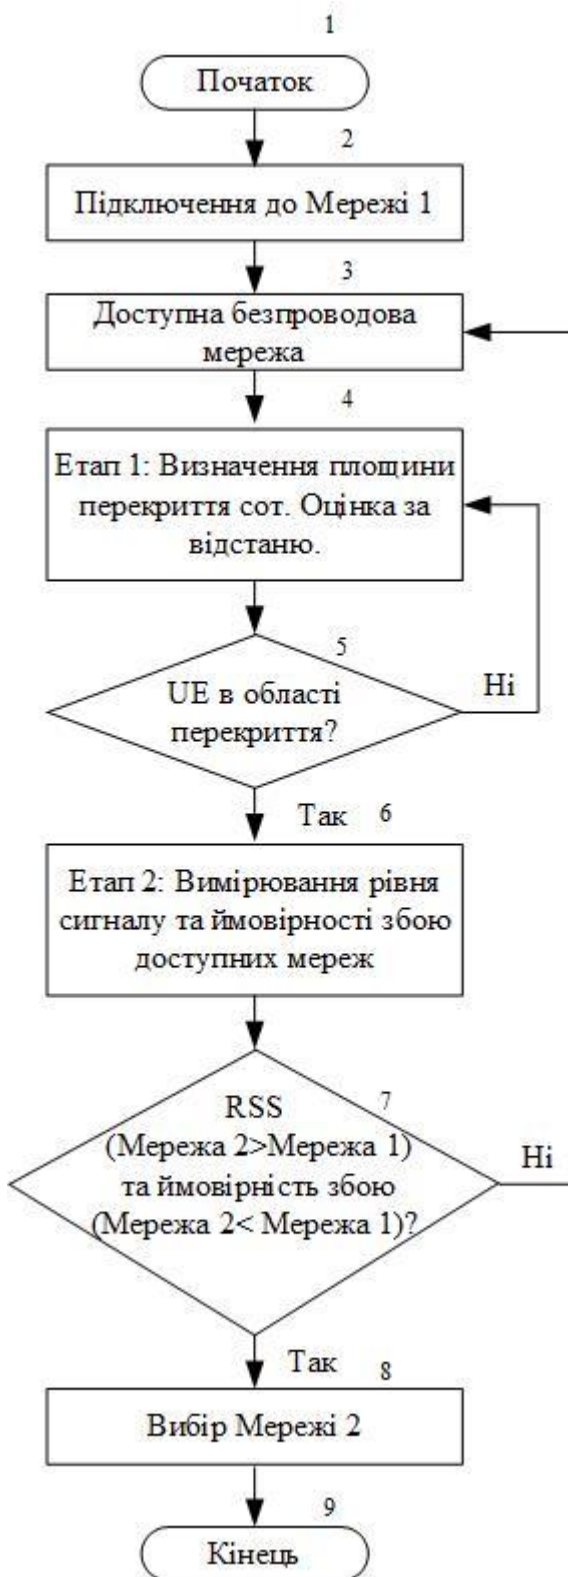 1
Початок
2
Підключення до Мережі 1
3
Доступна безпроводова
мережа
4
Етап 1: Визначення площини
перекриття сот. Оцінка за
відстаню.
5
UE в області
перекриття?
Ні
Так
6
Етап 2: Вимірювання рівня
сигналу та ймовірності збою
доступних мереж
7
RSS
(Мережа 2>Мережа 1)
та ймовірність збою
(Мережа 2< Мережа 1)?
Ні
Так
8
Вибір Мережі 2
9
Кінець